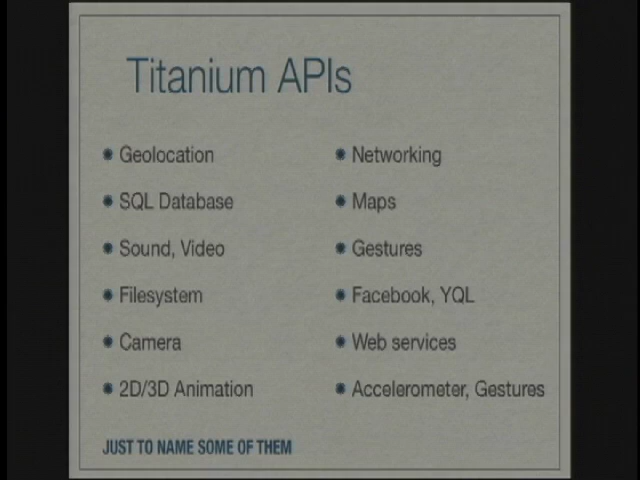 Titanium APIs
Geolocation
SQL Database
Sound, Video
Filesystem
Camera
2D/3D Animation
Networking
Maps
Gestures
Facebook, YQL
Web services
Accelerometer, Gestures
JUST TO NAME SOME OF THEM